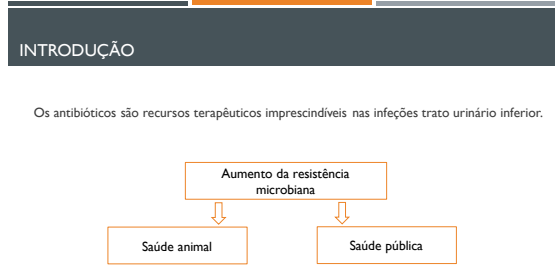 INTRODUÇÃO
Os antibióticos são recursos terapêuticos imprescindíveis nas infeções trato urinário inferior.
Aumento da resistência
microbiana
Saúde animal
Saúde pública